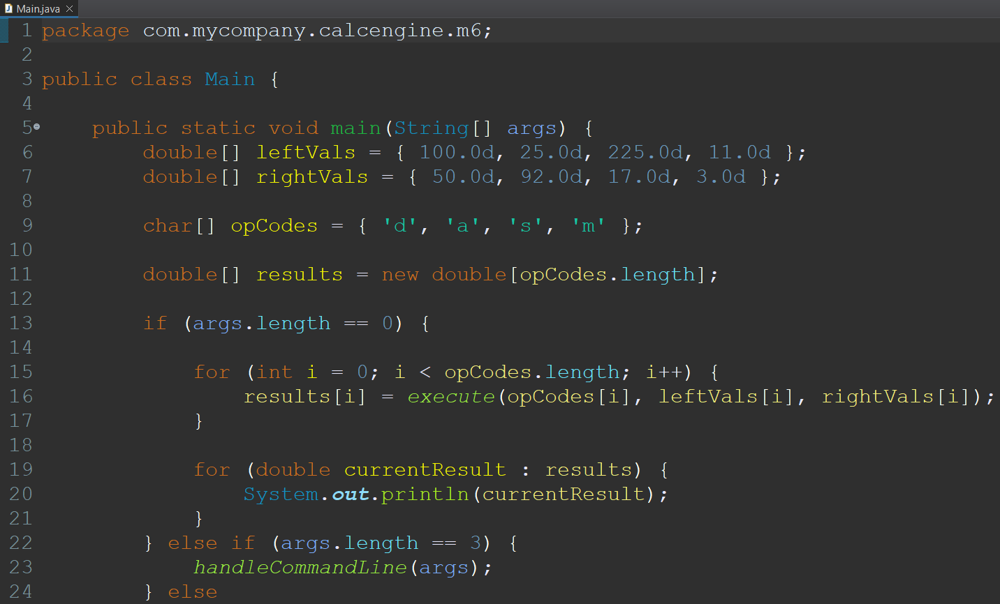 Main.java
1 package com.mycompany.calcengine.m6;
2
3 public class Main {
4
5     public static void main(String[] args) {
6         double[] leftVals = { 100.0d, 25.0d, 225.0d, 11.0d };
7         double[] rightVals = { 50.0d, 92.0d, 17.0d, 3.0d };
8
9         char[] opCodes = { 'd', 'a', 's', 'm' };
10
11         double[] results = new double[opCodes.length];
12
13         if (args.length == 0) {
14
15             for (int i = 0; i < opCodes.length; i++) {
16                 results[i] = execute(opCodes[i], leftVals[i], rightVals[i]);
17             }
18
19             for (double currentResult : results) {
20                 System.out.println(currentResult);
21             }
22         } else if (args.length == 3) {
23             handleCommandLine(args);
24         } else